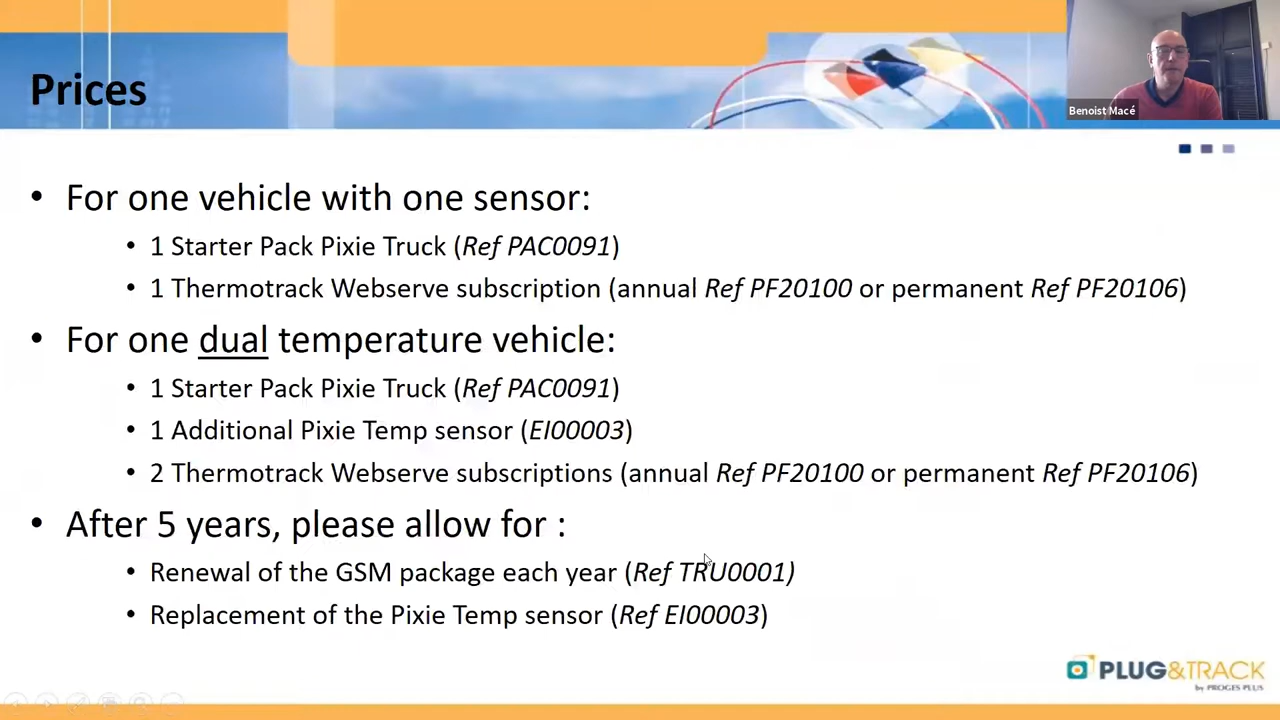 Prices
Benoist Macé
• For one vehicle with one sensor:
• 1 Starter Pack Pixie Truck (Ref PAC0091)
• 1 Thermotrack Webserve subscription (annual Ref PF20100 or permanent Ref PF20106)
• For one dual temperature vehicle:
• 1 Starter Pack Pixie Truck (Ref PAC0091)
• 1 Additional Pixie Temp sensor (EI00003)
• 2 Thermotrack Webserve subscriptions (annual Ref PF20100 or permanent Ref PF20106)
• After 5 years, please allow for :
• Renewal of the GSM package each year (Ref TRU0001)
• Replacement of the Pixie Temp sensor (Ref EI00003)
PLUG&TRACK
by PROGES PLUS